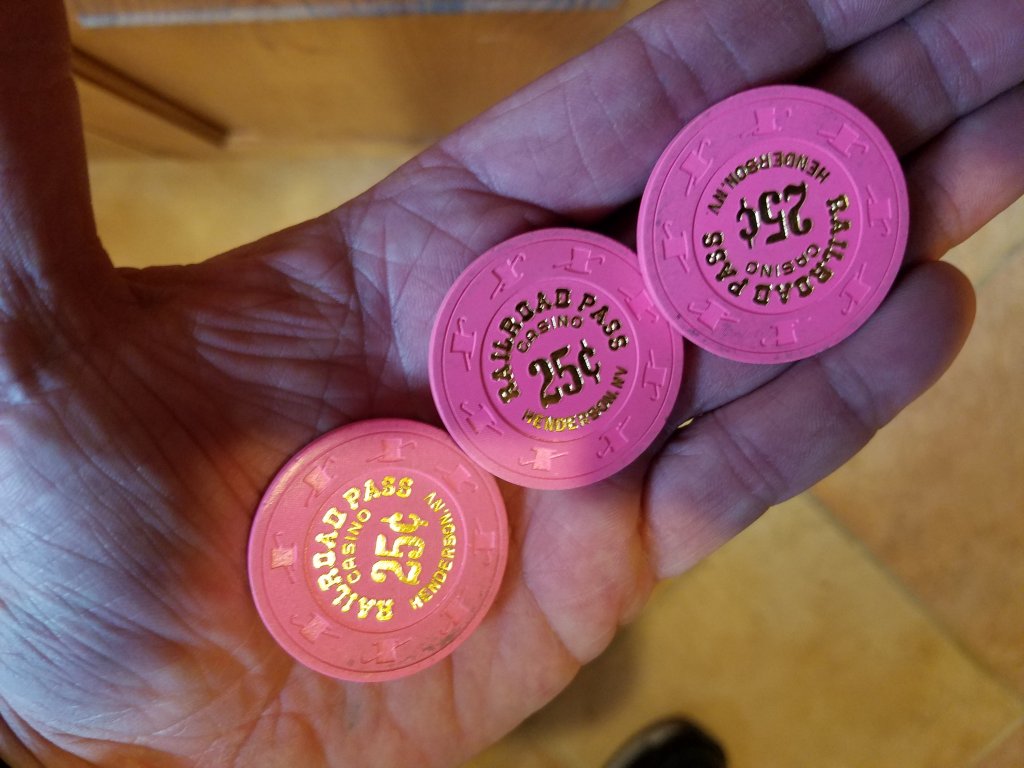 RAILROAD PASS
CASINO
25¢
HENDERSON, NV
RAILROAD PASS
CASINO
25¢
HENDERSON, NV
RAILROAD PASS
CASINO
25¢
HENDERSON, NV